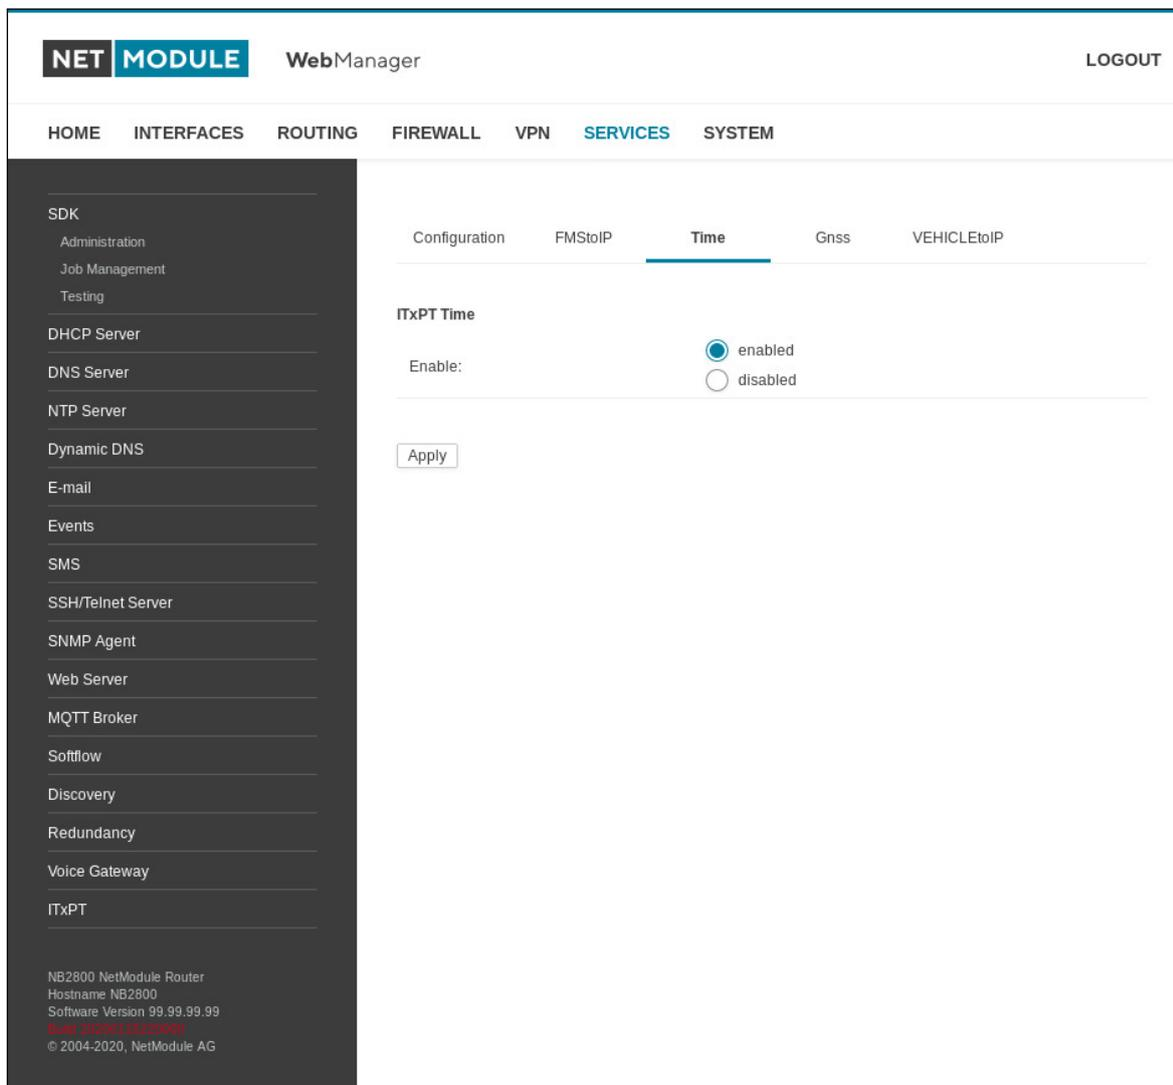 NET MODULE WebManager LOGOUT
HOME INTERFACES ROUTING FIREWALL VPN SERVICES SYSTEM
SDK
Administration
Job Management
Testing
DHCP Server
DNS Server
NTP Server
Dynamic DNS
E-mail
Events
SMS
SSH/Telnet Server
SNMP Agent
Web Server
MQTT Broker
Softflow
Discovery
Redundancy
Voice Gateway
ITxPT
NB2800 NetModule Router
Hostname NB2800
Software Version 99.99.99.99
Build
© 2004-2020, NetModule AG
Configuration FMStoIP Time Gnss VEHICLEtoIP
ITxPT Time
Enable:
enabled
disabled
Apply